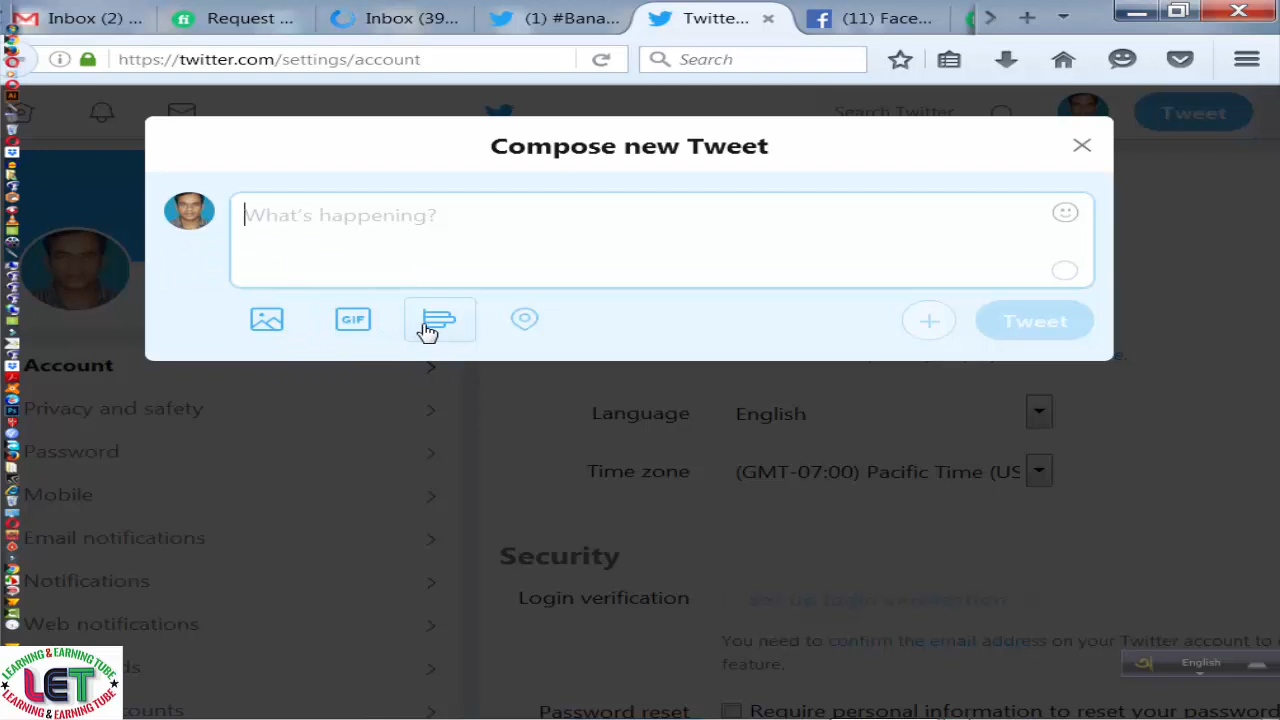 Inbox (2) ...
Request ...
Inbox (39...
(1) #Bana...
Twitte...
(11) Face...
https://twitter.com/settings/account
Search
Search Twitter
Tweet
Compose new Tweet
What's happening?
GIF
Tweet
Account
Privacy and safety
Password
Mobile
Email notifications
Notifications
Web notifications
Language
English
Time zone
(GMT-07:00) Pacific Time (US
Security
Login verification
Set up login verification
You need to confirm the email address on your Twitter account to
feature.
English
Password reset
Require personal information to reset your password
LEARNING & EARNING TUBE
LET
LEARNING & EARNING TUBE